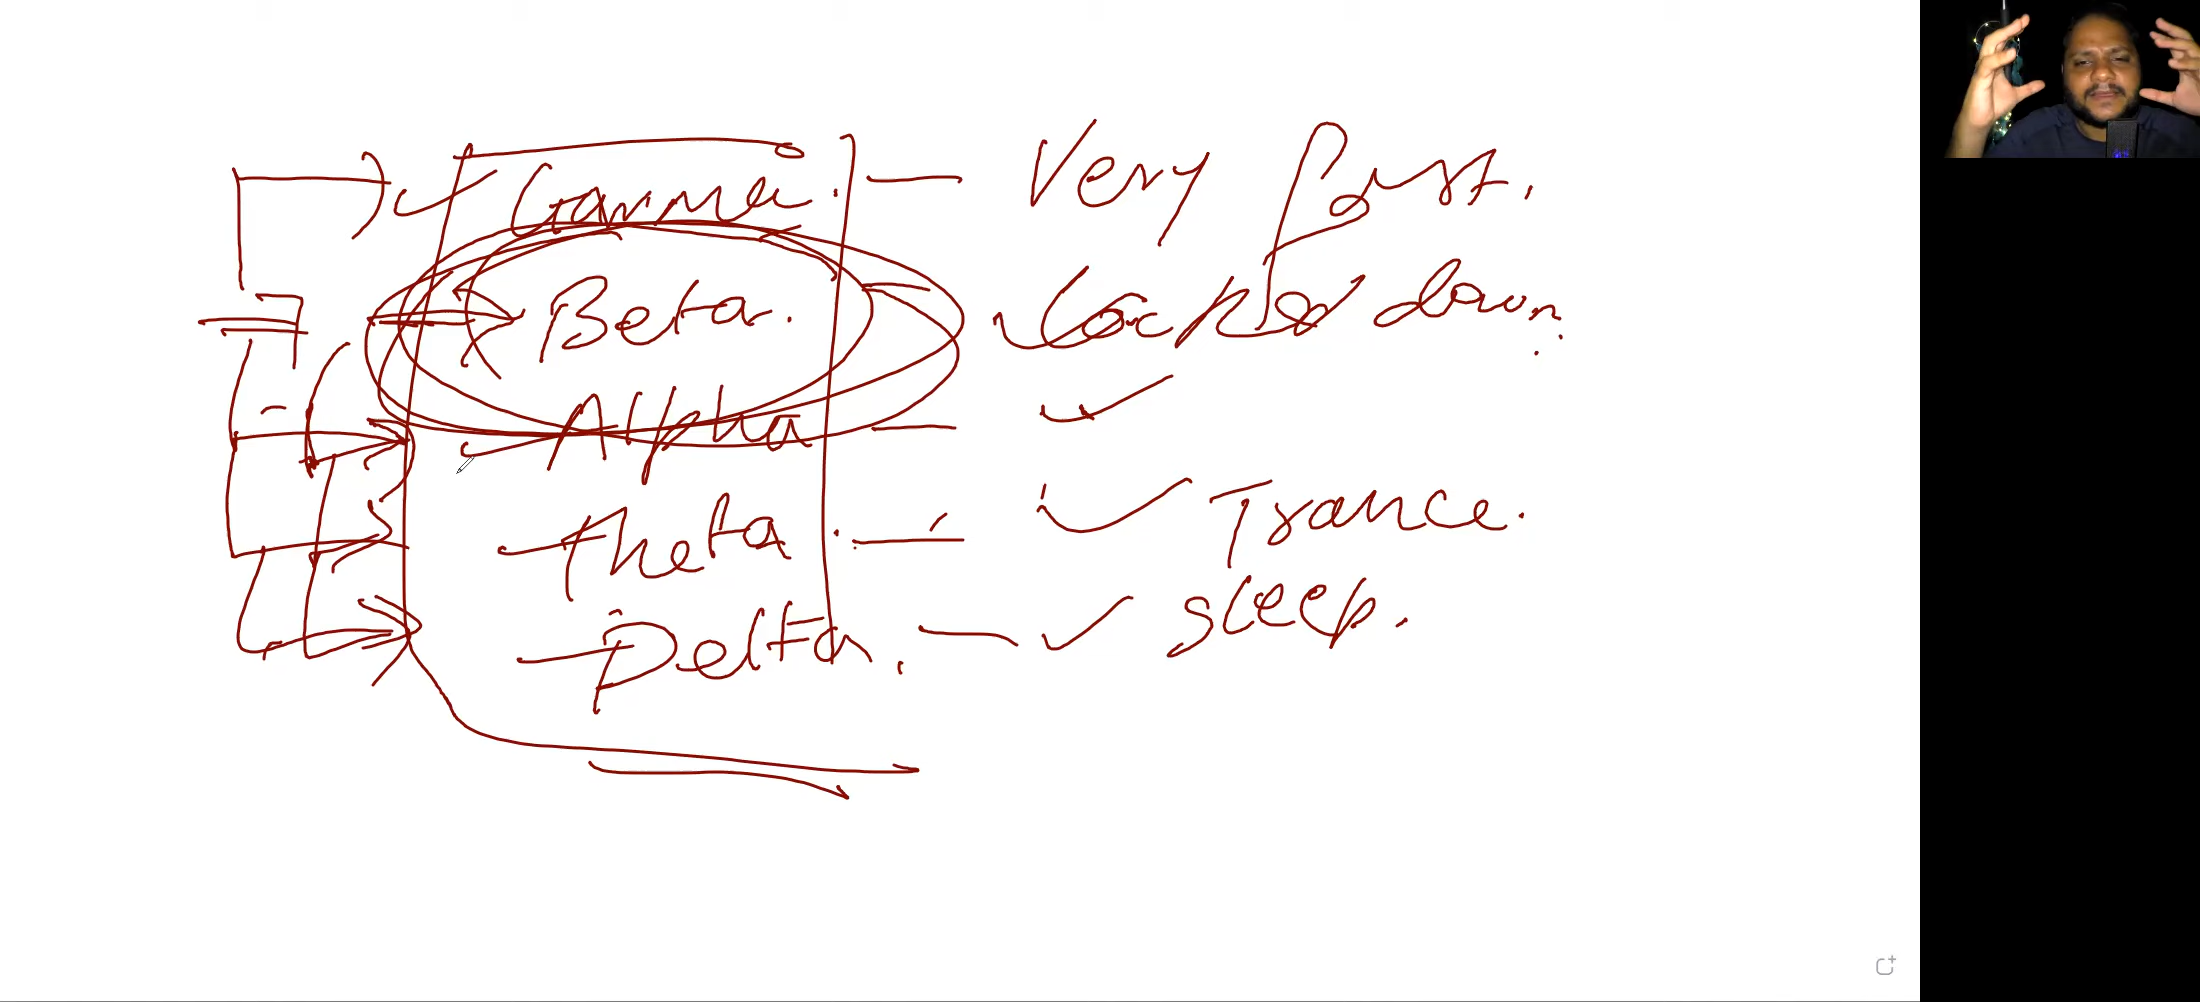 Gamma. — Very fast.
Beta. Locked down.
Alpha —
Theta. — Trance.
Delta. — sleep.